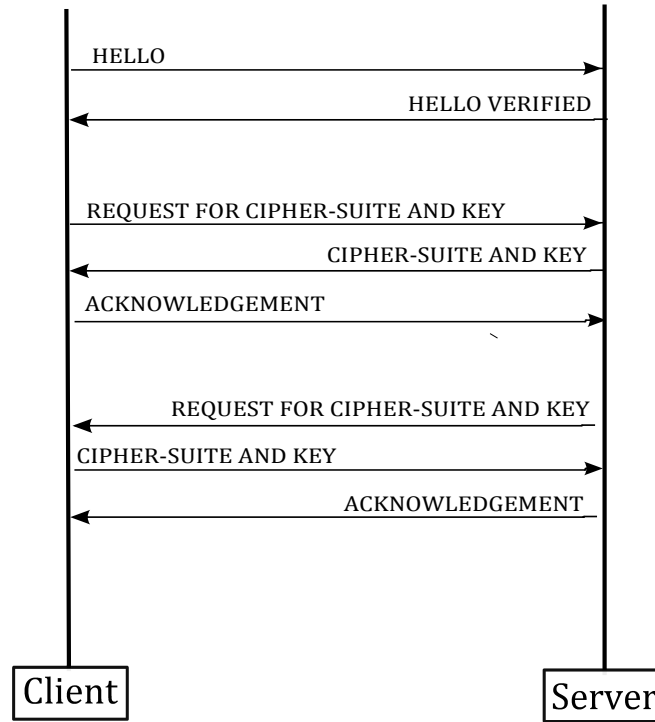 HELLO
HELLO VERIFIED
REQUEST FOR CIPHER-SUITE AND KEY
CIPHER-SUITE AND KEY
ACKNOWLEDGEMENT
REQUEST FOR CIPHER-SUITE AND KEY
CIPHER-SUITE AND KEY
ACKNOWLEDGEMENT
Client
Server